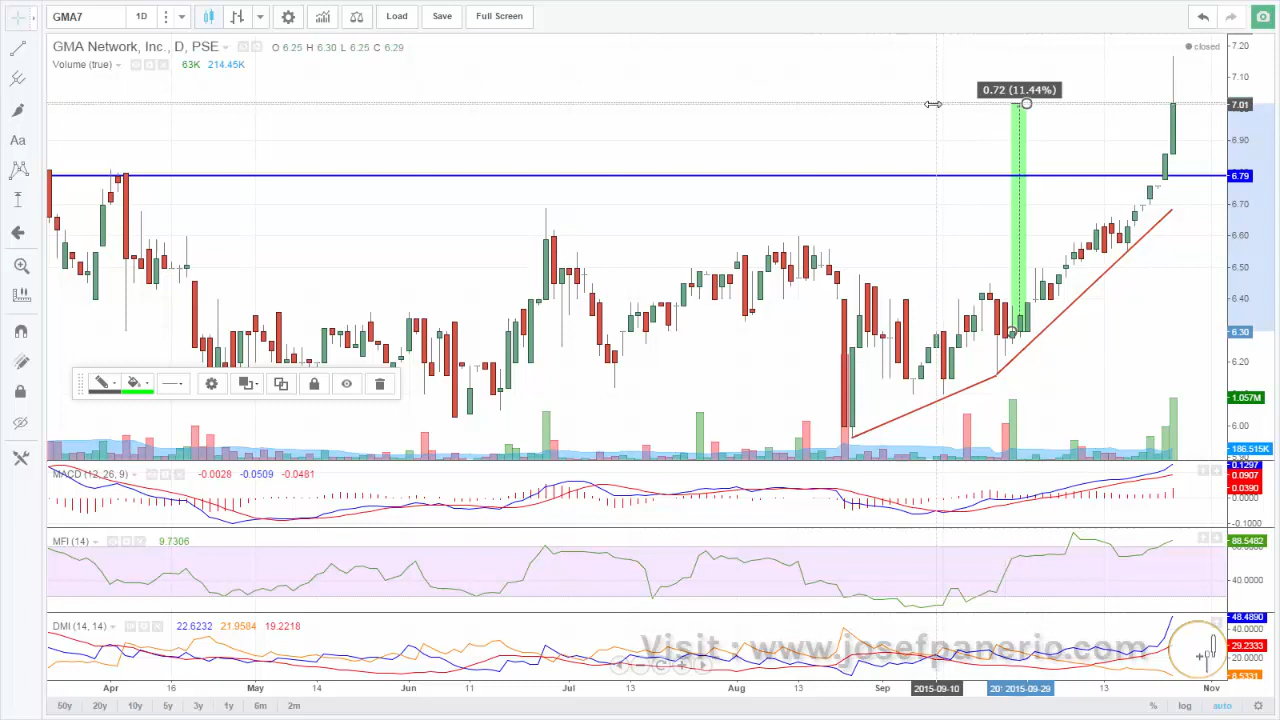 GMA7 1D Load Save Full Screen
GMA Network, Inc., D, PSE O 6.25 H 6.30 L 6.25 C 6.29
closed
Volume (true) 63K 214.45K
0.72 (11.44%)
7.20
7.10
7.01
6.90
6.79
6.70
6.60
6.50
6.40
6.30
6.20
1.057M
6.00
186.515K
Aa
MACD (12, 26, 9) -0.0028 -0.0509 -0.0481
0.1297
0.0907
0.0390
0.0000
-0.1000
MFI (14) 9.7306
88.5482
40.0000
DMI (14, 14) 22.6232 21.9584 19.2218
48.4890
40.0000
29.2333
20.0000
8.5331
Visit : www.josefpaperio.com
Apr 16 May 14 Jun 11 Jul 13 Aug 13 Sep 2015-09-10 2015-09-29 13 Nov
50y 20y 10y 5y 3y 1y 6m 2m % log auto